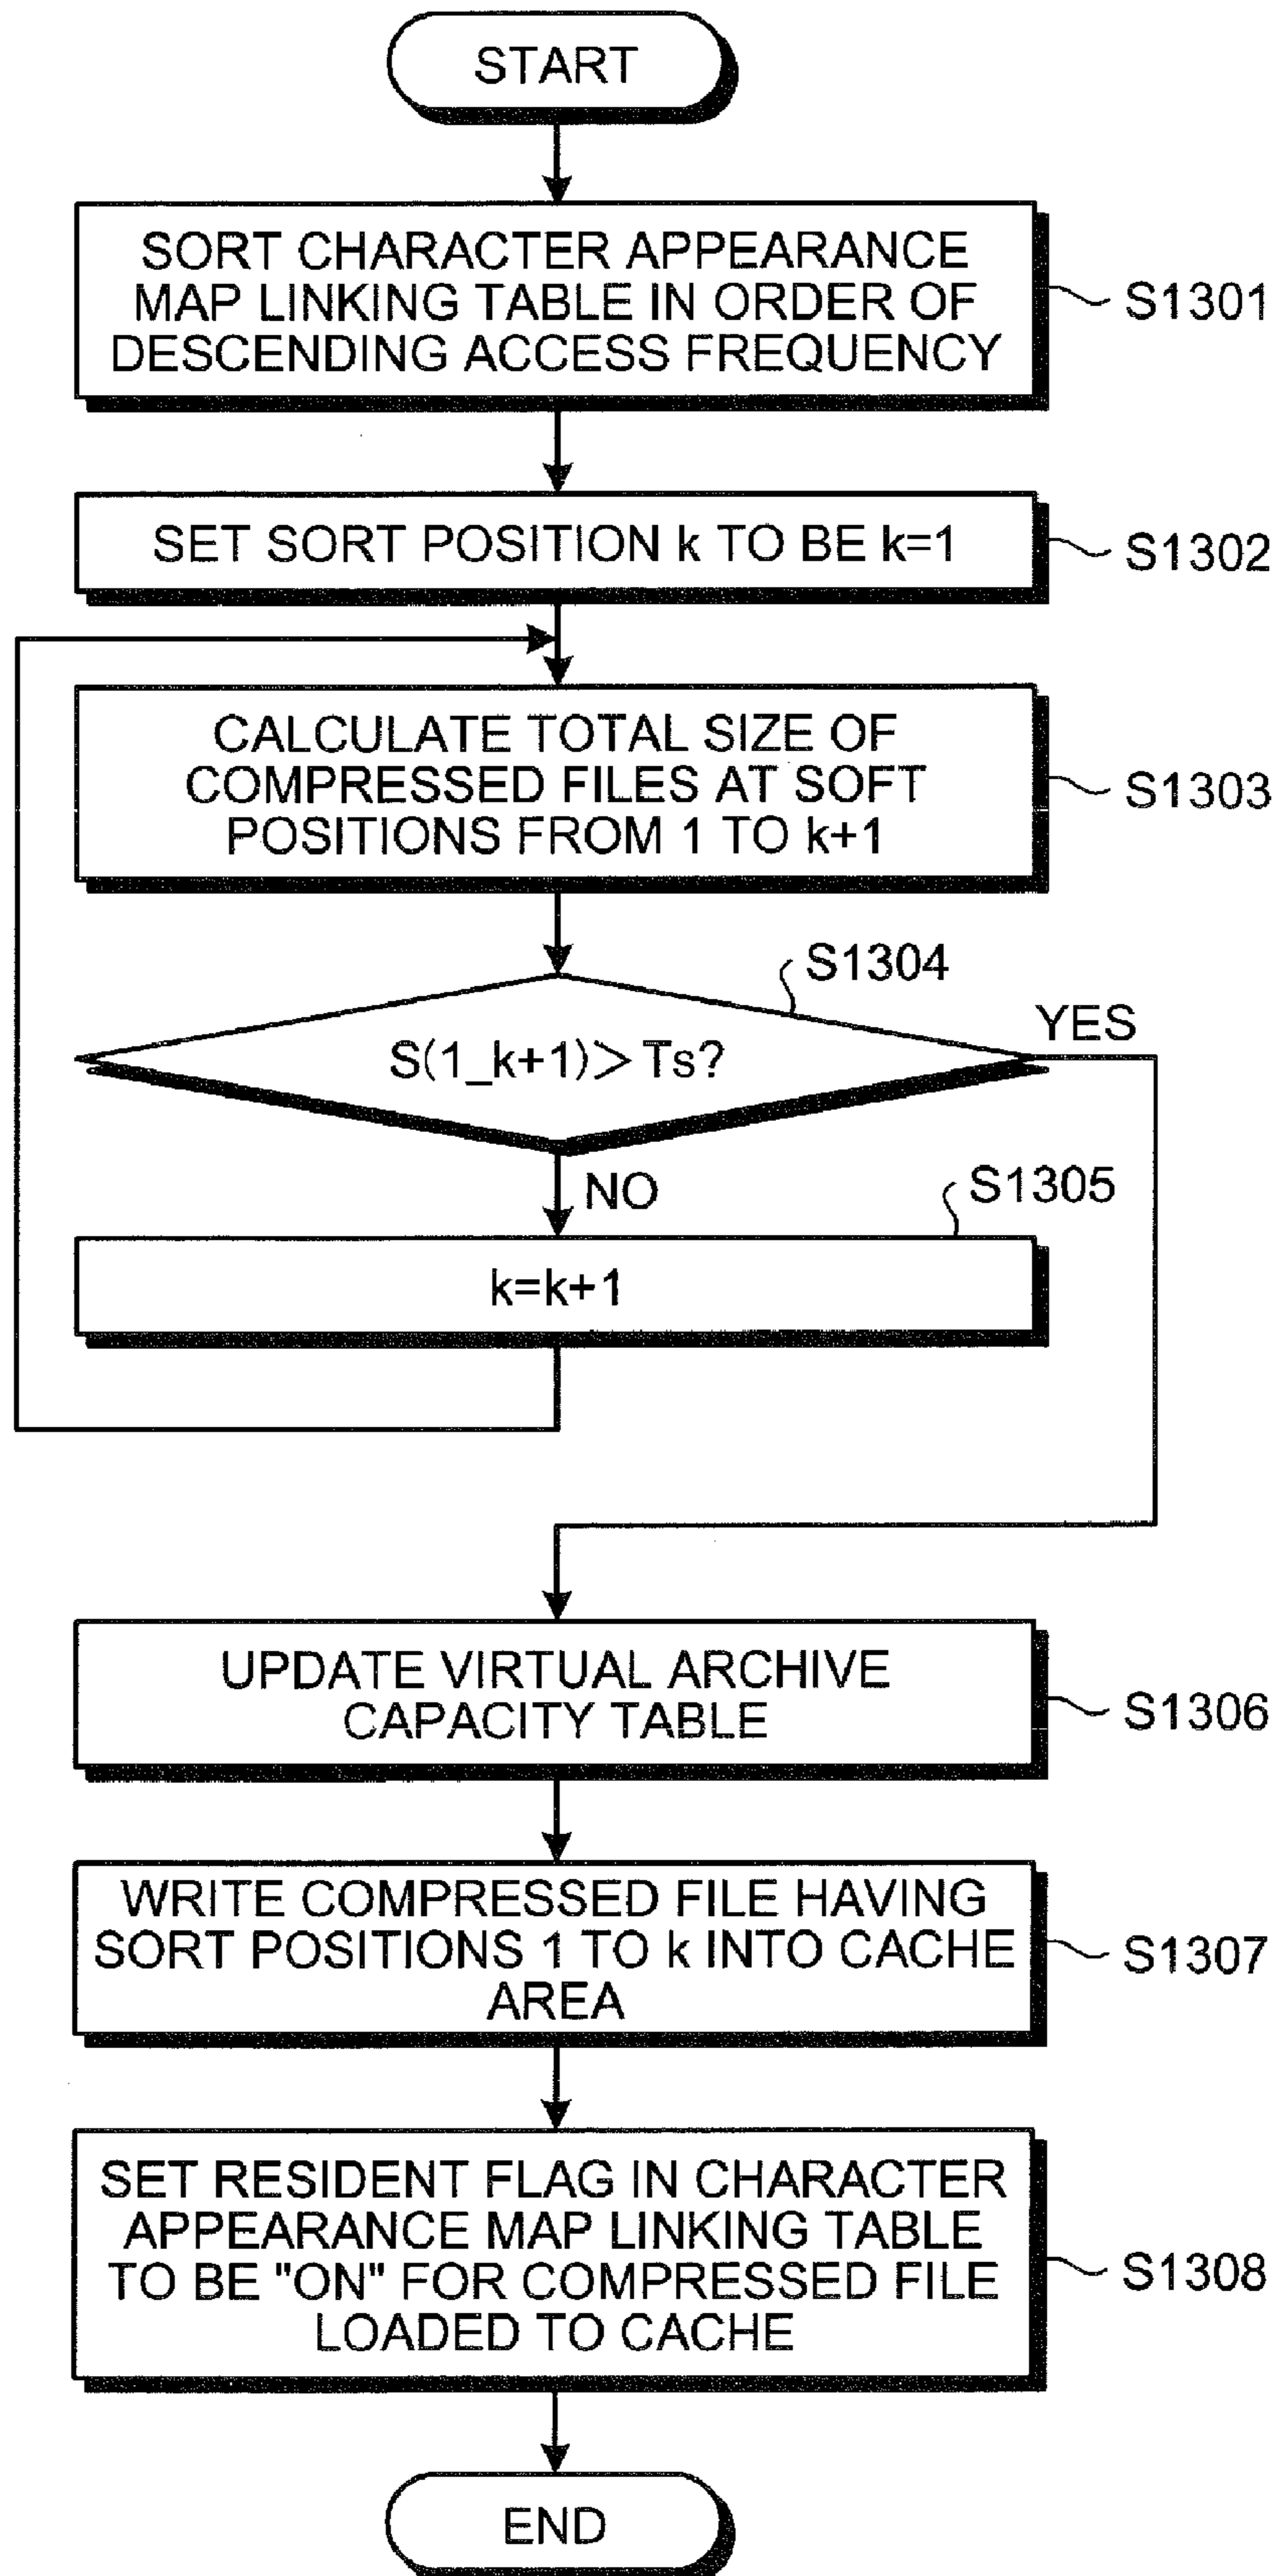 START
SORT CHARACTER APPEARANCE
MAP LINKING TABLE IN ORDER OF
DESCENDING ACCESS FREQUENCY
S1301
SET SORT POSITION k TO BE k=1
S1302
CALCULATE TOTAL SIZE OF
COMPRESSED FILES AT SOFT
POSITIONS FROM 1 TO k+1
S1303
S1304
S(1_k+1)>Ts?
YES
NO
S1305
k=k+1
UPDATE VIRTUAL ARCHIVE
CAPACITY TABLE
S1306
WRITE COMPRESSED FILE HAVING
SORT POSITIONS 1 TO k INTO CACHE
AREA
S1307
SET RESIDENT FLAG IN CHARACTER
APPEARANCE MAP LINKING TABLE
TO BE "ON" FOR COMPRESSED FILE
LOADED TO CACHE
S1308
END